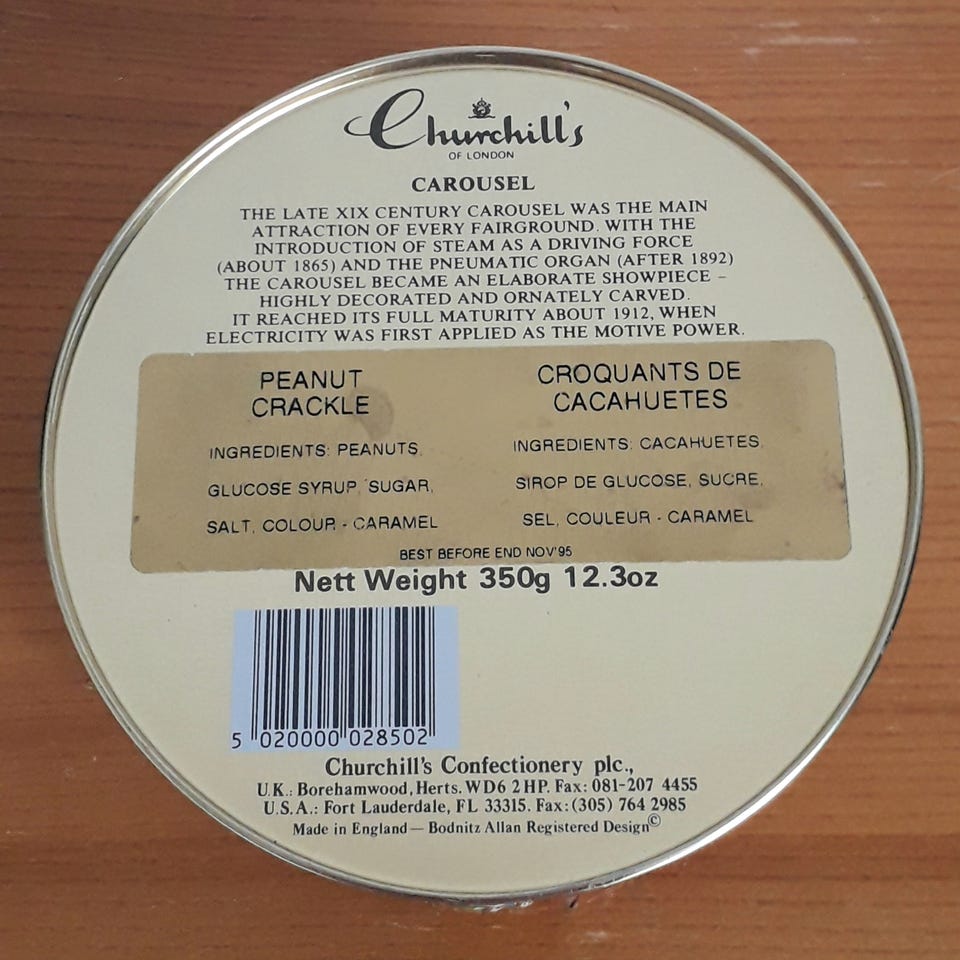 Churchill's
OF LONDON
CAROUSEL
THE LATE XIX CENTURY CAROUSEL WAS THE MAIN
ATTRACTION OF EVERY FAIRGROUND. WITH THE
INTRODUCTION OF STEAM AS A DRIVING FORCE
(ABOUT 1865) AND THE PNEUMATIC ORGAN (AFTER 1892)
THE CAROUSEL BECAME AN ELABORATE SHOWPIECE –
HIGHLY DECORATED AND ORNATELY CARVED.
IT REACHED ITS FULL MATURITY ABOUT 1912, WHEN
ELECTRICITY WAS FIRST APPLIED AS THE MOTIVE POWER.
PEANUT
CRACKLE
INGREDIENTS: PEANUTS,
GLUCOSE SYRUP, SUGAR,
SALT, COLOUR - CARAMEL
CROQUANTS DE
CACAHUETES
INGREDIENTS: CACAHUETES,
SIROP DE GLUCOSE, SUCRE,
SEL, COULEUR - CARAMEL
BEST BEFORE END NOV'95
Nett Weight 350g 12.3oz
5 020000 028502
Churchill's Confectionery plc.,
U.K.: Borehamwood, Herts. WD6 2HP. Fax: 081-207 4455
U.S.A.: Fort Lauderdale, FL 33315. Fax: (305) 764 2985
Made in England — Bodnitz Allan Registered Design©